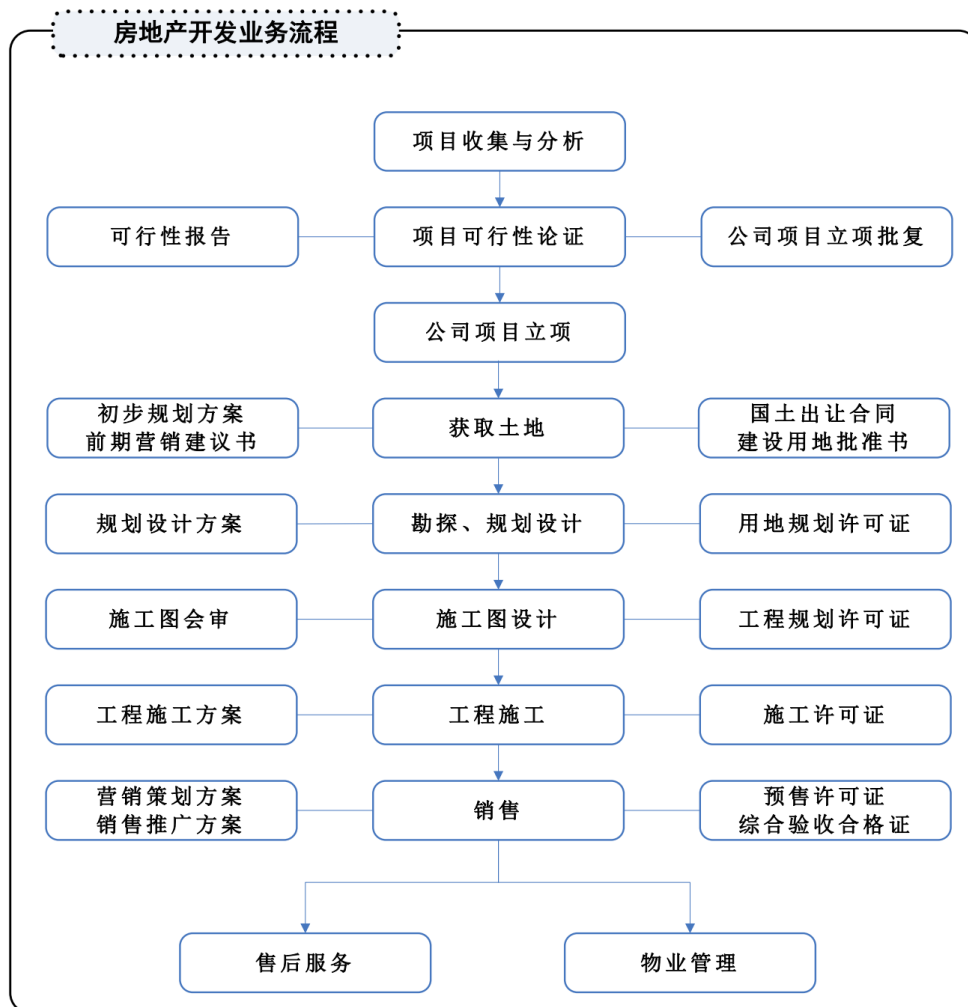 房地产开发业务流程
项目收集与分析
可行性报告
项目可行性论证
公司项目立项批复
公司项目立项
初步规划方案
前期营销建议书
获取土地
国土出让合同
建设用地批准书
规划设计方案
勘探、规划设计
用地规划许可证
施工图会审
施工图设计
工程规划许可证
工程施工方案
工程施工
施工许可证
营销策划方案
销售推广方案
销售
预售许可证
综合验收合格证
售后服务
物业管理